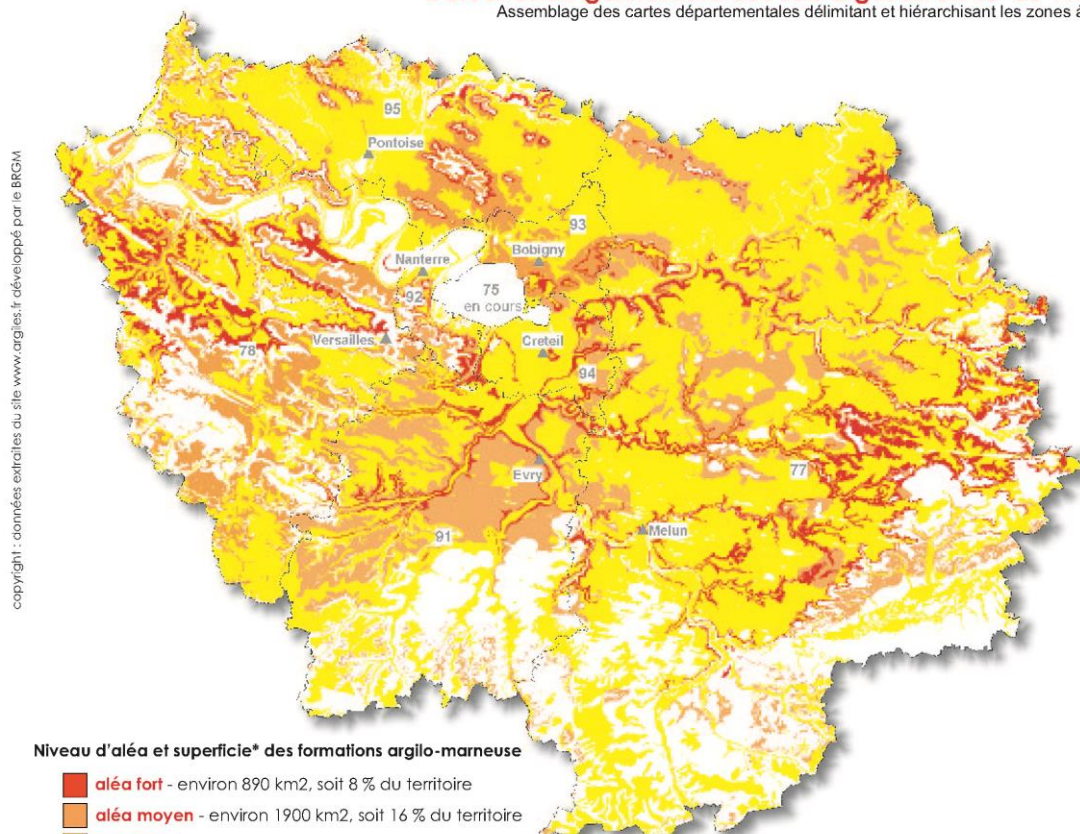 Assemblage des cartes départementales délimitant et hiérarchisant les zones à
95
Pontoise
93
Nanterre
Bobigny
92
75
en cours
Versailles
78
Creteil
94
77
Evry
91
Melun
copyright : données extraites du site www.argiles.fr développé par le BRGM
Niveau d'aléa et superficie* des formations argilo-marneuse
aléa fort - environ 890 km2, soit 8 % du territoire
aléa moyen - environ 1900 km2, soit 16 % du territoire